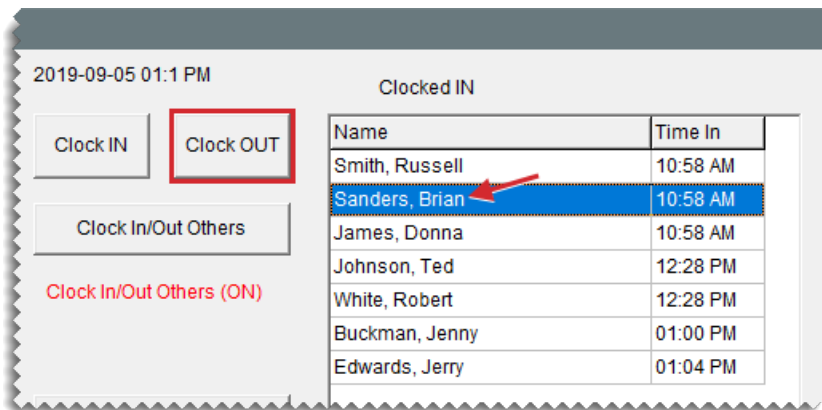 2019-09-05 01:1 PM
Clocked IN
Clock IN
Clock OUT
Clock In/Out Others
Clock In/Out Others (ON)
Name Time In
Smith, Russell 10:58 AM
Sanders, Brian 10:58 AM
James, Donna 10:58 AM
Johnson, Ted 12:28 PM
White, Robert 12:28 PM
Buckman, Jenny 01:00 PM
Edwards, Jerry 01:04 PM